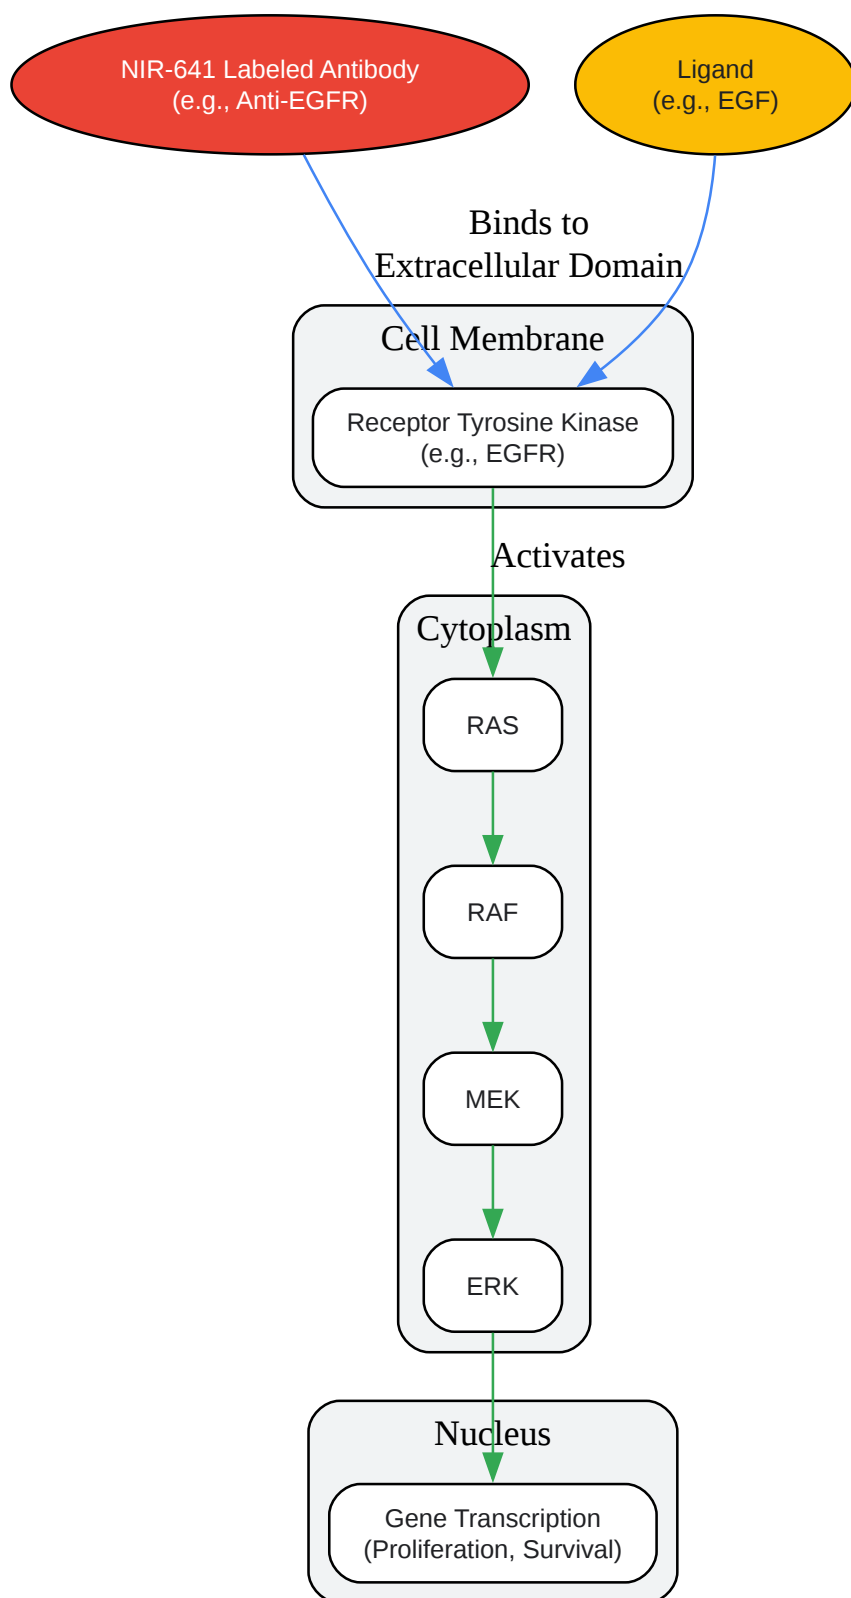 NIR-641 Labeled Antibody
(e.g., Anti-EGFR)
Ligand
(e.g., EGF)
Binds to
Extracellular Domain
Cell Membrane
Receptor Tyrosine Kinase
(e.g., EGFR)
Activates
Cytoplasm
RAS
RAF
MEK
ERK
Nucleus
Gene Transcription
(Proliferation, Survival)